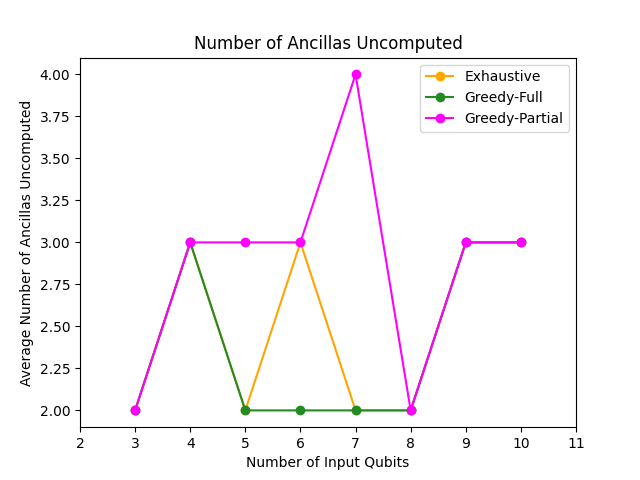 Number of Ancillas Uncomputed
Average Number of Ancillas Uncomputed
4.00
3.75
3.50
3.25
3.00
2.75
2.50
2.25
2.00
Exhaustive
Greedy-Full
Greedy-Partial
2 3 4 5 6 7 8 9 10 11
Number of Input Qubits